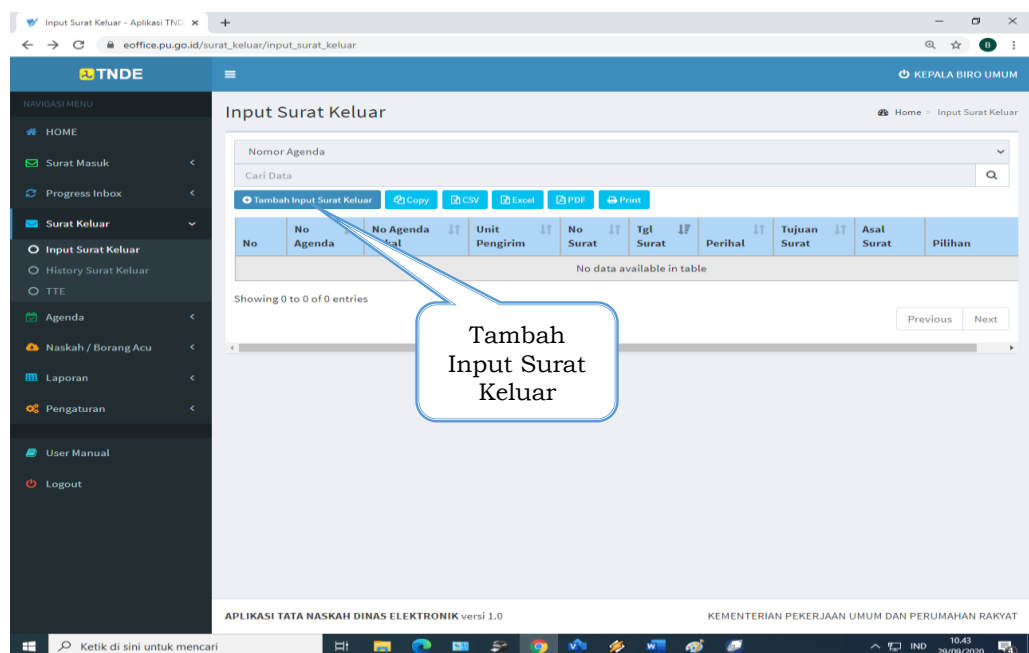 Input Surat Keluar - Aplikasi TND
eoffice.pu.go.id/surat_keluar/input_surat_keluar
B
TNDE
KEPALA BIRO UMUM
NAVIGASI MENU
HOME
Surat Masuk
Progress Inbox
Surat Keluar
Input Surat Keluar
History Surat Keluar
TTE
Agenda
Naskah / Borang Acu
Laporan
Pengaturan
User Manual
Logout
Input Surat Keluar
Home > Input Surat Keluar
Nomor Agenda
Cari Data
Tambah Input Surat Keluar Copy CSV Excel PDF Print
No
No Agenda
No Agenda
Unit Pengirim
No Surat
Tgl Surat
Perihal
Tujuan Surat
Asal Surat
Pilihan
No data available in table
Showing 0 to 0 of 0 entries
Previous Next
Tambah
Input Surat
Keluar
APLIKASI TATA NASKAH DINAS ELEKTRONIK versi 1.0
KEMENTERIAN PEKERJAAN UMUM DAN PERUMAHAN RAKYAT
Ketik di sini untuk mencari
IND
10.43
29/09/2020